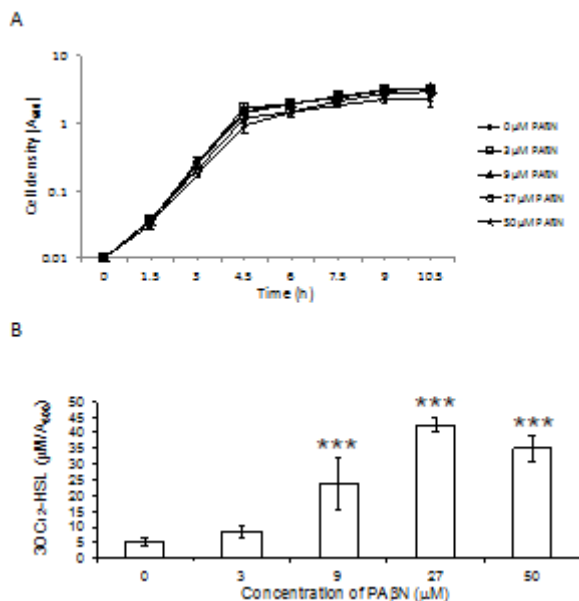 A
10
1
0.1
0.01
Cell density (A₆₀₀)
0 1.5 3 4.5 6 7.5 9 10.5
Time (h)
0 µM PAβN
3 µM PAβN
9 µM PAβN
27 µM PAβN
50 µM PAβN
B
50
45
40
35
30
25
20
15
10
5
0
3OC₁₂-HSL (µM/A₆₀₀)
*** *** ***
0 3 9 27 50
Concentration of PAβN (µM)